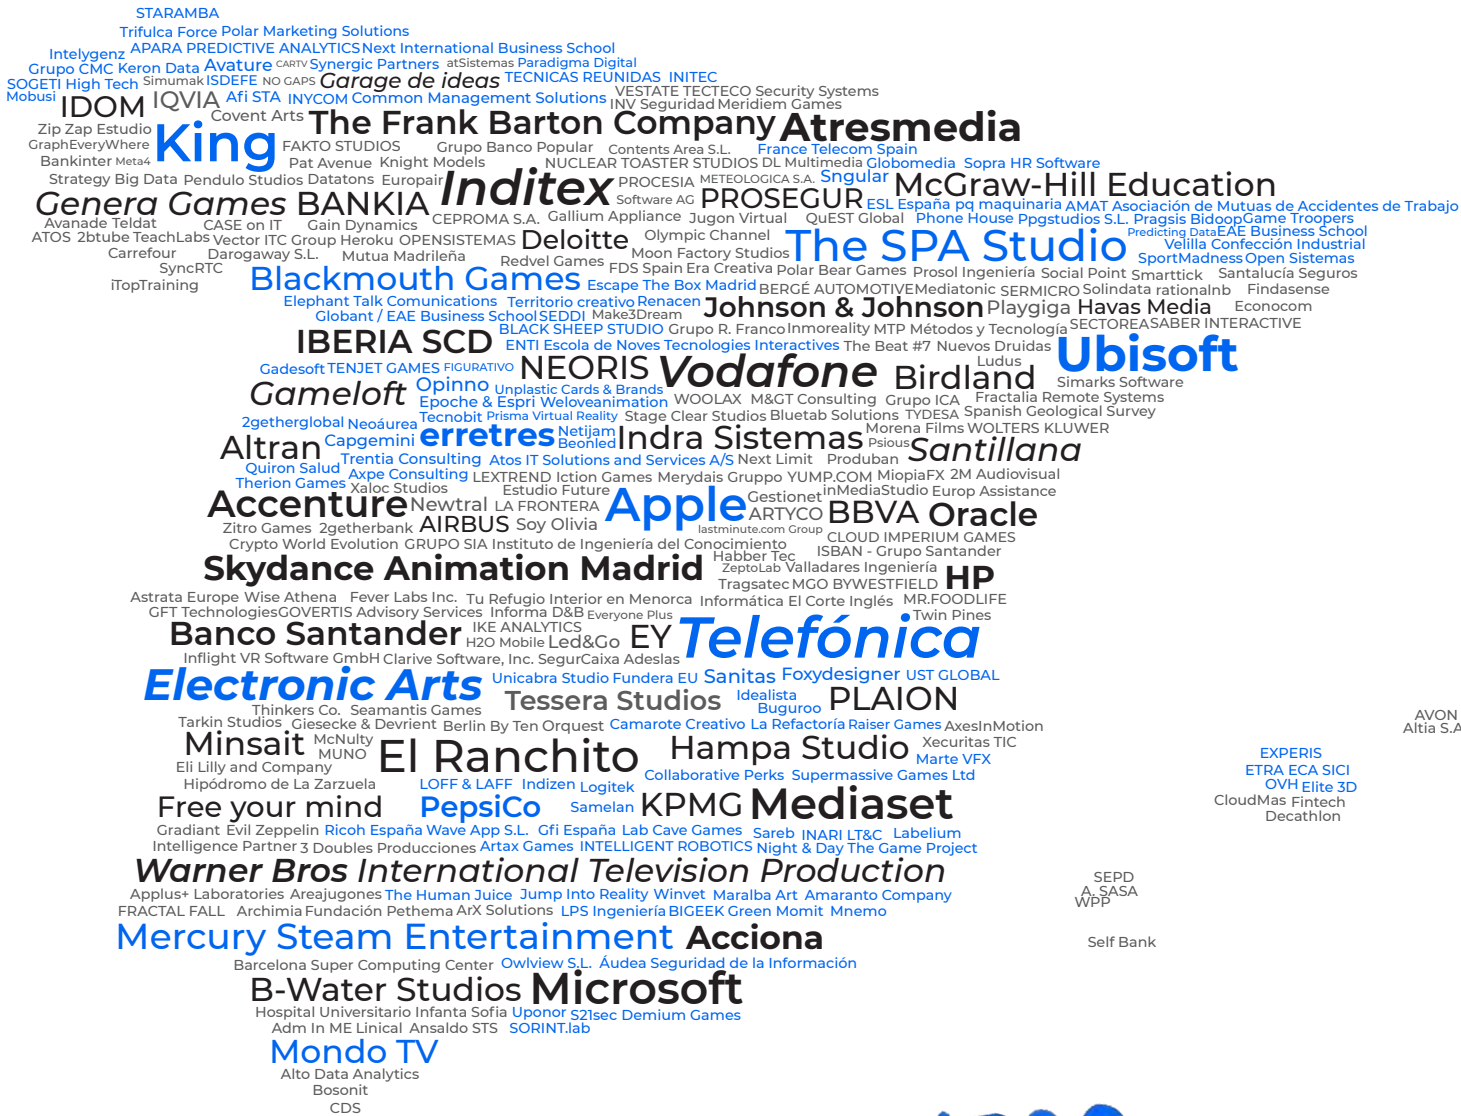 STARAMBA
Trifulca Force Polar Marketing Solutions
Intelygenz APARA PREDICTIVE ANALYTICS Next International Business School
Grupo CMC Keron Data Avature CARTV Synergic Partners atSistemas Paradigma Digital
SOGETI High Tech Simumak ISDEFE NO GAPS Garage de ideas TECNICAS REUNIDAS INITEC
Mobusi IDOM IQVIA Afi STA INYCOM Common Management Solutions VESTATE TECTECO Security Systems
INV Seguridad Meridiem Games
Covent Arts The Frank Barton Company Atresmedia
Zip Zap Estudio King FAKTO STUDIOS Grupo Banco Popular Contents Area S.L. France Telecom Spain
GraphEveryWhere
Bankinter Meta4 Pat Avenue Knight Models NUCLEAR TOASTER STUDIOS DL Multimedia Globomedia Sopra HR Software
Strategy Big Data Pendulo Studios Datatons Europair Inditex PROCESIA METEOLOGICA S.A. Sngular McGraw-Hill Education
Genera Games BANKIA Software AG PROSEGUR ESL España pq maquinaria AMAT Asociación de Mutuas de Accidentes de Trabajo
Avanade Teldat CASE on IT Gain Dynamics CEPROMA S.A. Gallium Appliance Jugon Virtual QuEST Global Phone House Ppgstudios S.L. Pragsis Bidoop Game Troopers
ATOS 2btube TeachLabs Vector ITC Group Heroku OPENSISTEMAS Deloitte Olympic Channel The SPA Studio Predicting Data EAE Business School
Velilla Confección Industrial
Carrefour Darogaway S.L. Mutua Madrileña Redvel Games Moon Factory Studios SportMadness Open Sistemas
SyncRTC Blackmouth Games FDS Spain Era Creativa Polar Bear Games Prosol Ingeniería Social Point Smarttick Santalucía Seguros
iTopTraining Escape The Box Madrid BERGÉ AUTOMOTIVE Mediatonic SERMICRO Solindata rationalnb Findasense
Elephant Talk Comunications Territorio creativo Renacen Johnson & Johnson Playgiga Havas Media Econocom
Globant / EAE Business School SEDDI Make3Dream
BLACK SHEEP STUDIO Grupo R. Franco Inmoreality MTP Métodos y Tecnología SECTOREA SABER INTERACTIVE
IBERIA SCD ENTI Escola de Noves Tecnologies Interactives The Beat #7 Nuevos Druidas Ubisoft
Gadesoft TENJET GAMES FIGURATIVO NEORIS Vodafone Birdland Ludus
Gameloft Opinno Unplastic Cards & Brands Simarks Software
Epoche & Espri Weloveanimation WOOLAX M&GT Consulting Grupo ICA Fractalia Remote Systems
2getherglobal Neoáurea Tecnobit Prisma Virtual Reality Stage Clear Studios Bluetab Solutions TYDESA Spanish Geological Survey
Altran Capgemini erretres Netijam Beonled Indra Sistemas Morena Films WOLTERS KLUWER
Psious Santillana
Quiron Salud Trentia Consulting Atos IT Solutions and Services A/S Next Limit Produban
Therion Games Axpe Consulting LEXTREND Iction Games Merydais Gruppo YUMP.COM MiopiaFX 2M Audiovisual
Xaloc Studios Estudio Future Apple Gestionet inMediaStudio Europ Assistance
Accenture Newtral LA FRONTERA ARTYCO BBVA Oracle
Zitro Games 2getherbank AIRBUS Soy Olivia lastminute.com Group
CLOUD IMPERIUM GAMES
Crypto World Evolution GRUPO SIA Instituto de Ingeniería del Conocimiento ISBAN - Grupo Santander
Skydance Animation Madrid Habber Tec
ZeptoLab Valladares Ingeniería HP
Tragsatec MGO BYWESTFIELD
Astrata Europe Wise Athena Fever Labs Inc. Tu Refugio Interior en Menorca Informática El Corte Inglés MR.FOODLIFE
GFT Technologies GOVERTIS Advisory Services Informa D&B Everyone Plus Telefónica Twin Pines
Banco Santander IKE ANALYTICS
H2O Mobile Led&Go EY
Inflight VR Software GmbH Clarive Software, Inc. SegurCaixa Adeslas
Electronic Arts Unicabra Studio Fundera EU Sanitas Foxydesigner UST GLOBAL
Thinkers Co. Seamantis Games Tessera Studios Idealista Buguroo PLAION
Tarkin Studios Giesecke & Devrient Berlin By Ten Orquest Camarote Creativo La Refactoría Raiser Games AxesInMotion
AVON
Altia S.A
Minsait McNulty MUNO El Ranchito Hampa Studio Xecuritas TIC
Marte VFX
EXPERIS
Eli Lilly and Company
Collaborative Perks Supermassive Games Ltd
ETRA ECA SICI
Hipódromo de La Zarzuela LOFF & LAFF Indizen Logitek
OVH Elite 3D
Free your mind PepsiCo Samelan KPMG Mediaset
CloudMas Fintech
Decathlon
Gradiant Evil Zeppelin Ricoh España Wave App S.L. Gfi España Lab Cave Games Sareb INARI LT&C Labelium
Intelligence Partner 3 Doubles Producciones Artax Games INTELLIGENT ROBOTICS Night & Day The Game Project
Warner Bros International Television Production
SEPD
A. SASA
WPP
Applus+ Laboratories Areajugones The Human Juice Jump Into Reality Winvet Maralba Art Amaranto Company
FRACTAL FALL Archimia Fundación Pethema ArX Solutions LPS Ingeniería BIGEEK Green Momit Mnemo
Mercury Steam Entertainment Acciona
Self Bank
Barcelona Super Computing Center Owlview S.L. Áudea Seguridad de la Información
B-Water Studios Microsoft
Hospital Universitario Infanta Sofia Uponor S21sec Demium Games
Adm In ME Linical Ansaldo STS SORINT.lab
Mondo TV
Alto Data Analytics
Bosonit
CDS